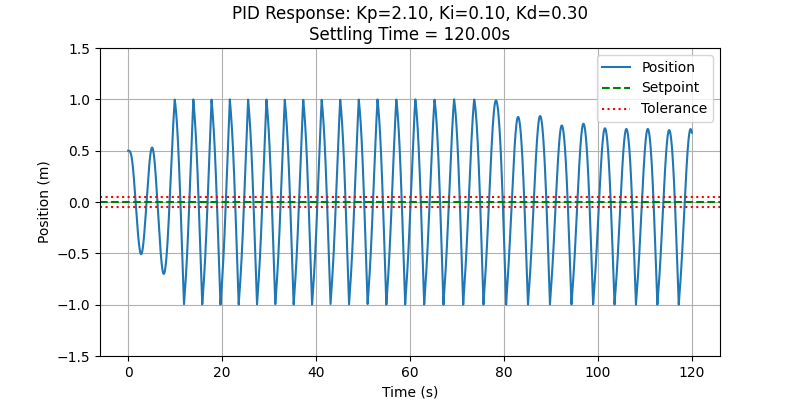 PID Response: Kp=2.10, Ki=0.10, Kd=0.30
Settling Time = 120.00s
1.5
1.0
0.5
0.0
−0.5
−1.0
−1.5
Position (m)
Position
Setpoint
Tolerance
0 20 40 60 80 100 120
Time (s)